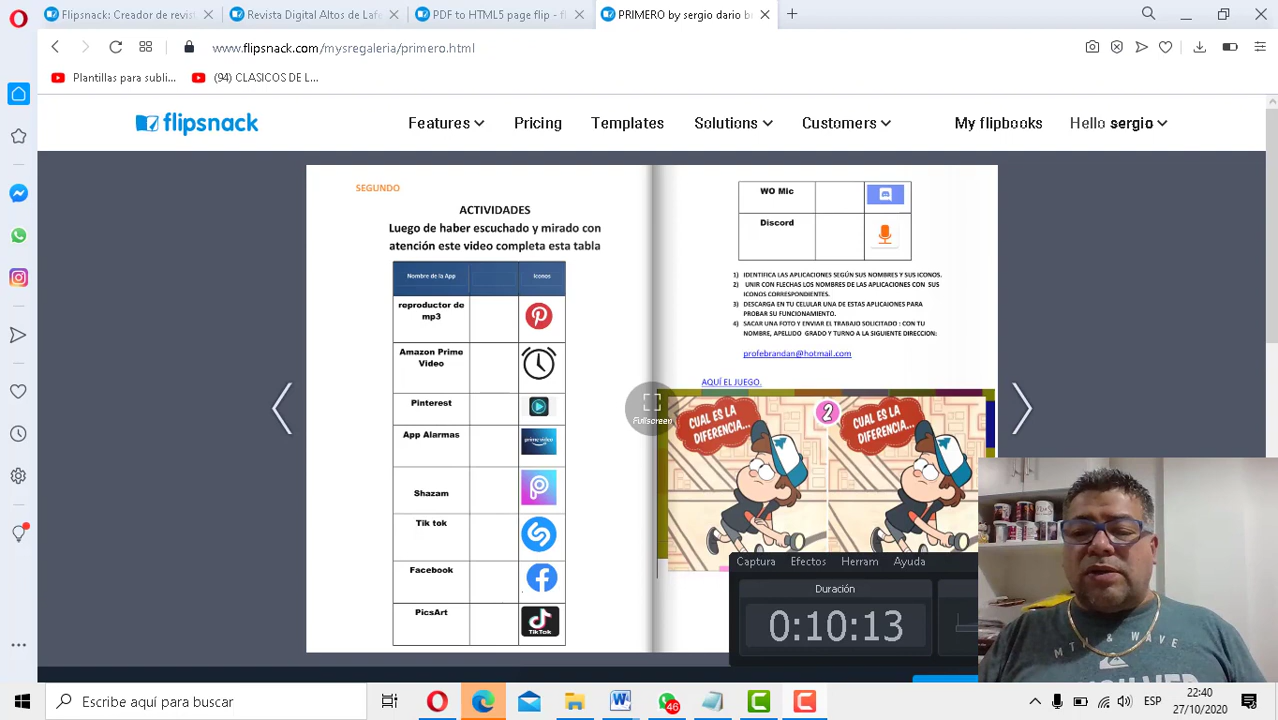 Flipsnack: Creador de f
Revista Digital Altos de Lafe
PDF to HTML5 page flip - f
PRIMERO by sergio dario b
www.flipsnack.com/mysregaleria/primero.html
Plantillas para subli...
(94) CLASICOS DE L...
flipsnack
Features
Pricing
Templates
Solutions
Customers
My flipbooks
Hello sergio
SEGUNDO
ACTIVIDADES
Luego de haber escuchado y mirado con
atención este video completa esta tabla
Nombre de la App
Iconos
reproductor de
mp3
Amazon Prime
Video
Pinterest
App Alarmas
prime video
Shazam
Tik tok
Facebook
PicsArt
TikTok
WO Mic
Discord
1) IDENTIFICA LAS APLICACIONES SEGÚN SUS NOMBRES Y SUS ICONOS.
2) UNIR CON FLECHAS LOS NOMBRES DE LAS APLICACIONES CON SUS
ICONOS CORRESPONDIENTES.
3) DESCARGA EN TU CELULAR UNA DE ESTAS APLICAIONES PARA
PROBAR SU FUNCIONAMIENTO.
4) SACAR UNA FOTO Y ENVIAR EL TRABAJO SOLICITADO : CON TU
NOMBRE, APELLIDO GRADO Y TURNO A LA SIGUIENTE DIRECCION:
profebrandan@hotmail.com
AQUÍ EL JUEGO.
Fullscreen
CUAL ES LA
DIFERENCIA...
2
CUAL ES LA
DIFERENCIA...
Captura
Efectos
Herram
Ayuda
Duración
0:10:13
Escribe aquí para buscar
46
ESP
22:40
27/10/2020